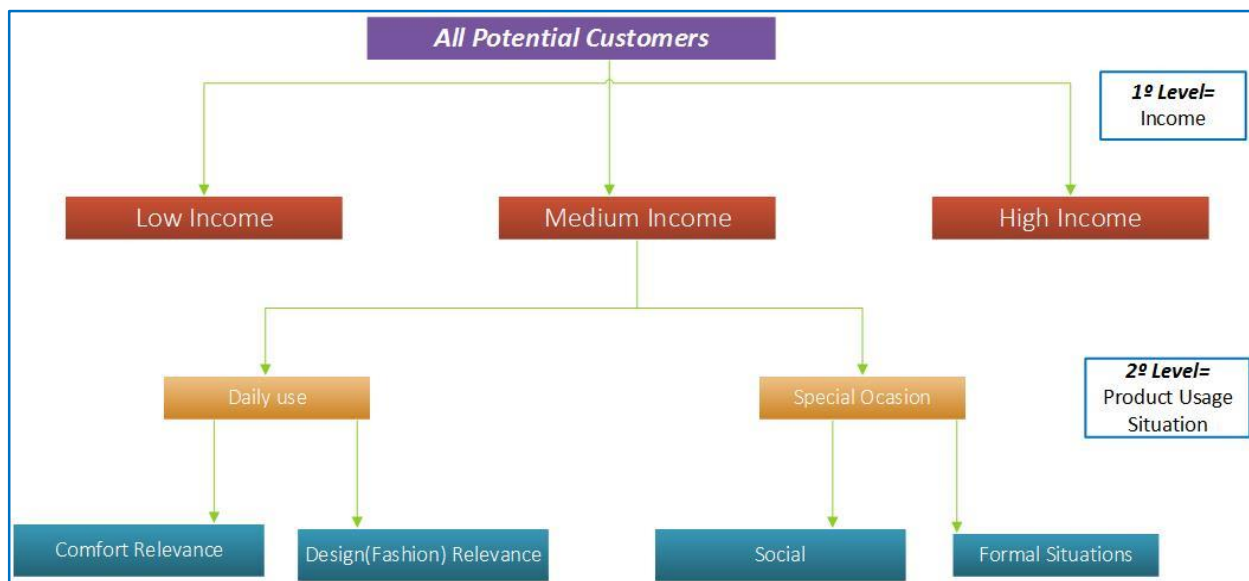 All Potential Customers
1º Level=
Income
Low Income
Medium Income
High Income
2º Level=
Product Usage
Situation
Daily use
Special Ocasion
Comfort Relevance
Design(Fashion) Relevance
Social
Formal Situations